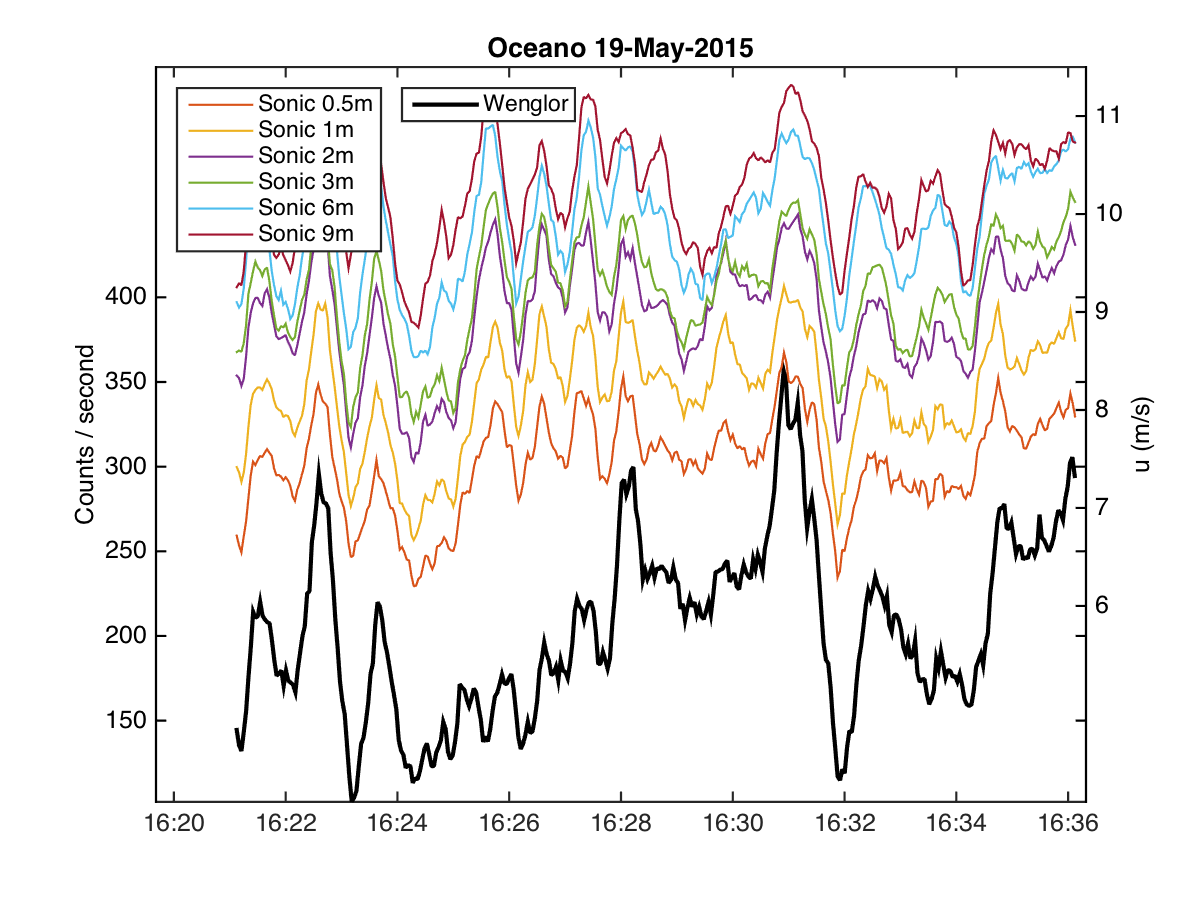 Oceano 19-May-2015
Sonic 0.5m
Sonic 1m
Sonic 2m
Sonic 3m
Sonic 6m
Sonic 9m
Wenglor
Counts / second
400
350
300
250
200
150
11
10
9
8
7
6
u (m/s)
16:20 16:22 16:24 16:26 16:28 16:30 16:32 16:34 16:36